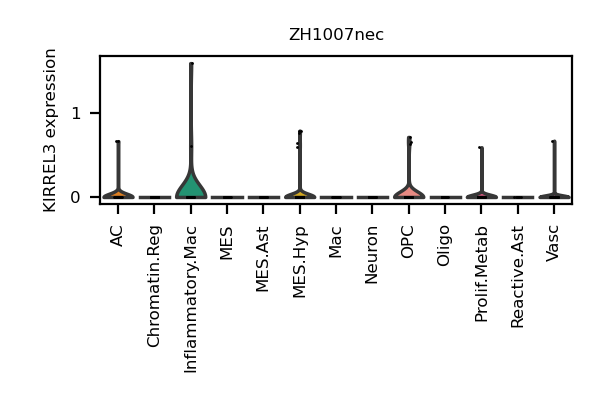 ZH1007nec
KIRREL3 expression
1
0
AC
Chromatin.Reg
Inflammatory.Mac
MES
MES.Ast
MES.Hyp
Mac
Neuron
OPC
Oligo
Prolif.Metab
Reactive.Ast
Vasc